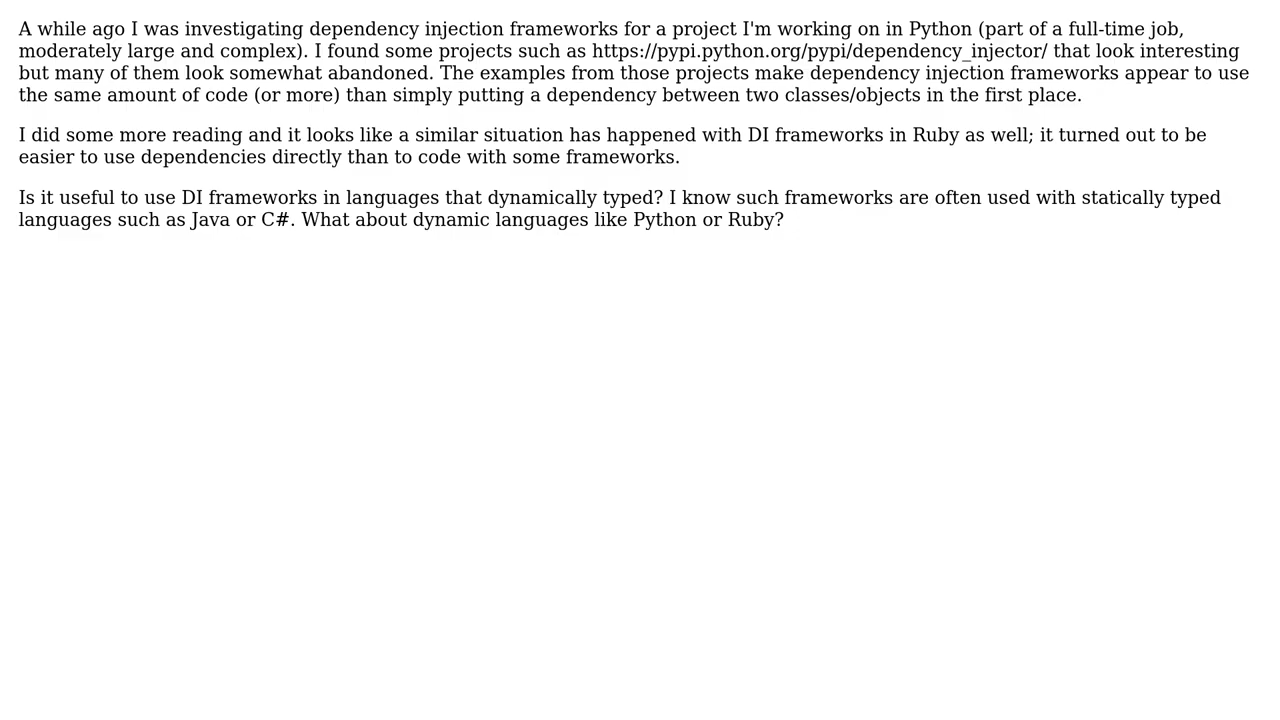 A while ago I was investigating dependency injection frameworks for a project I'm working on in Python (part of a full-time job,
moderately large and complex). I found some projects such as https://pypi.python.org/pypi/dependency_injector/ that look interesting
but many of them look somewhat abandoned. The examples from those projects make dependency injection frameworks appear to use
the same amount of code (or more) than simply putting a dependency between two classes/objects in the first place.
I did some more reading and it looks like a similar situation has happened with DI frameworks in Ruby as well; it turned out to be
easier to use dependencies directly than to code with some frameworks.
Is it useful to use DI frameworks in languages that dynamically typed? I know such frameworks are often used with statically typed
languages such as Java or C#. What about dynamic languages like Python or Ruby?